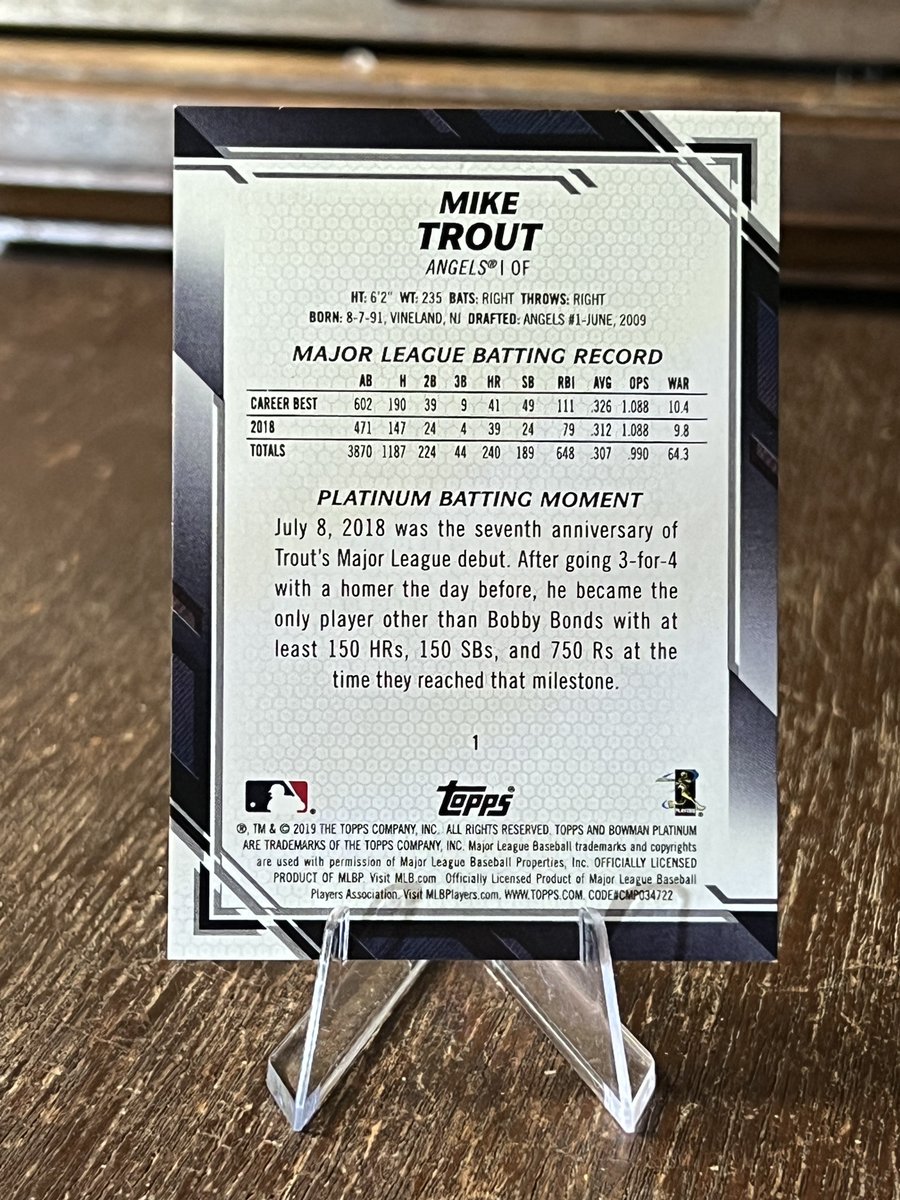 MIKE
TROUT
ANGELS® | OF
HT: 6'2" WT: 235 BATS: RIGHT THROWS: RIGHT
BORN: 8-7-91, VINELAND, NJ DRAFTED: ANGELS #1-JUNE, 2009
MAJOR LEAGUE BATTING RECORD
AB H 2B 3B HR SB RBI AVG OPS WAR
CAREER BEST 602 190 39 9 41 49 111 .326 1.088 10.4
2018 471 147 24 4 39 24 79 .312 1.088 9.8
TOTALS 3870 1187 224 44 240 189 648 .307 .990 64.3
PLATINUM BATTING MOMENT
July 8, 2018 was the seventh anniversary of
Trout's Major League debut. After going 3-for-4
with a homer the day before, he became the
only player other than Bobby Bonds with at
least 150 HRs, 150 SBs, and 750 Rs at the
time they reached that milestone.
1
topps®
®, TM & © 2019 THE TOPPS COMPANY, INC. ALL RIGHTS RESERVED. TOPPS AND BOWMAN PLATINUM
ARE TRADEMARKS OF THE TOPPS COMPANY, INC. Major League Baseball trademarks and copyrights
are used with permission of Major League Baseball Properties, Inc. OFFICIALLY LICENSED
PRODUCT OF MLBP. Visit MLB.com Officially Licensed Product of Major League Baseball
Players Association. Visit MLBPlayers.com. WWW.TOPPS.COM. CODE#CMP034722